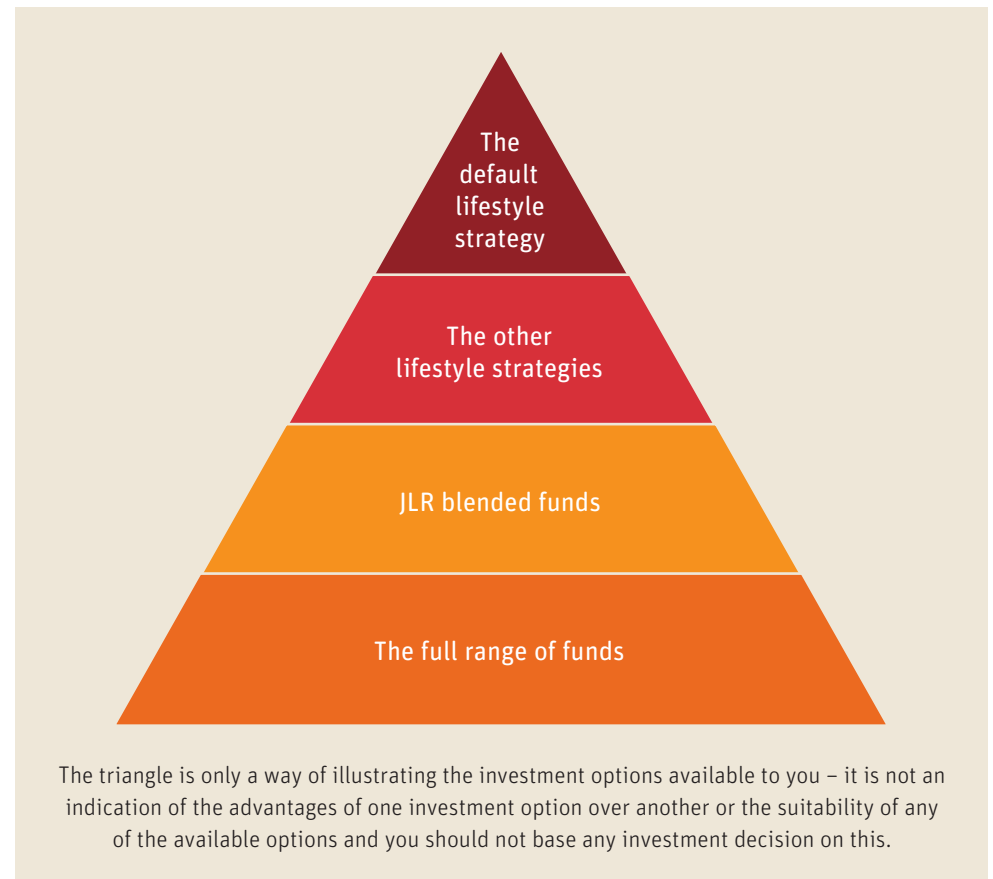 The
default
lifestyle
strategy
The other
lifestyle strategies
JLR blended funds
The full range of funds
The triangle is only a way of illustrating the investment options available to you – it is not an
indication of the advantages of one investment option over another or the suitability of any
of the available options and you should not base any investment decision on this.